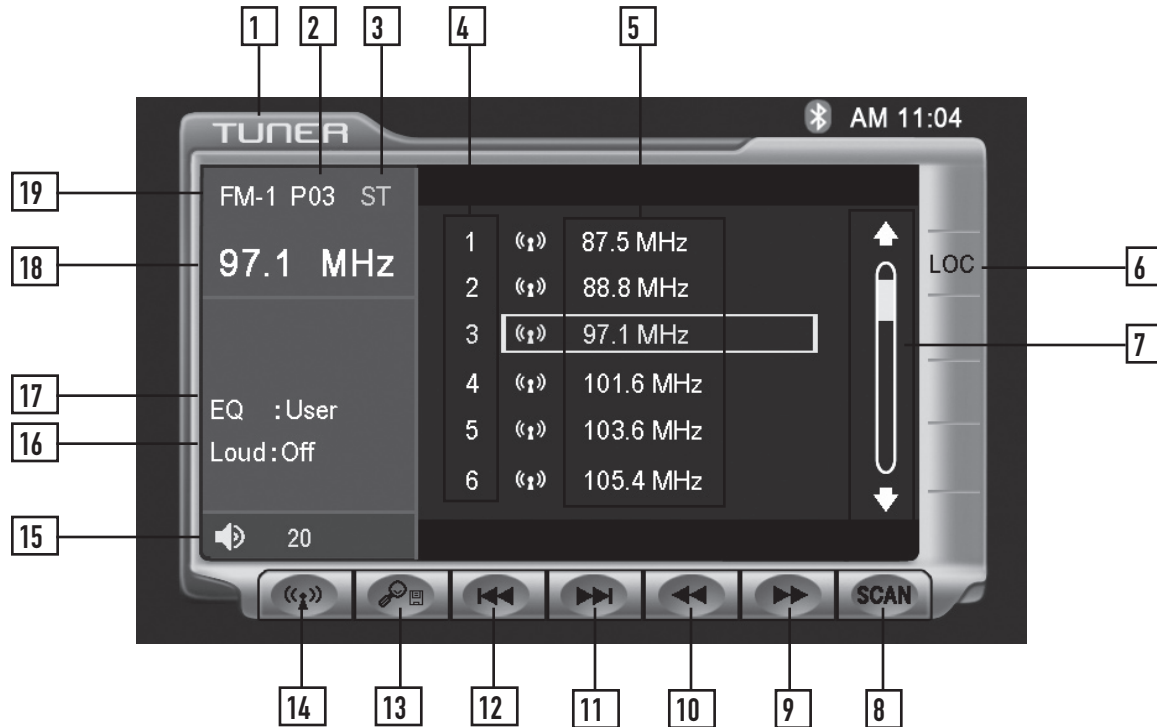 1 2 3 4 5
TUNER
AM 11:04
19 FM-1 P03 ST
18 97.1 MHz
1 87.5 MHz
2 88.8 MHz
3 97.1 MHz
4 101.6 MHz
5 103.6 MHz
6 105.4 MHz
LOC 6
7
17 EQ :User
16 Loud:Off
15 20
SCAN
14 13 12 11 10 9 8